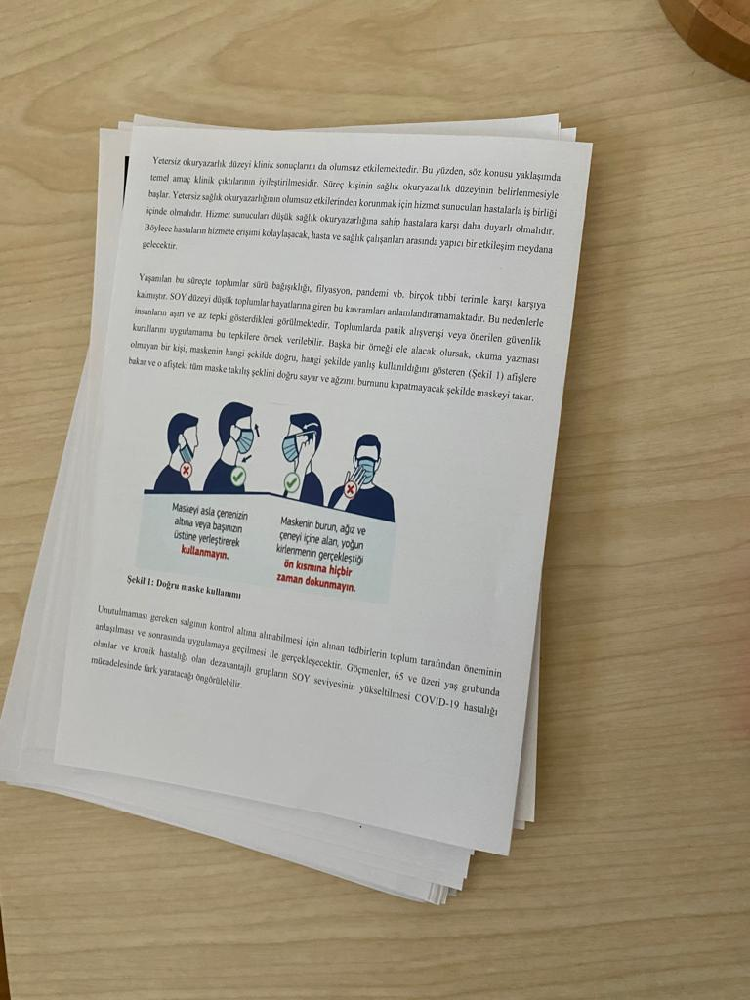 Yetersiz okuryazarlık düzeyi klinik sonuçlarını da olumsuz etkilemektedir. Bu yüzden, söz konusu yaklaşımda
temel amaç klinik çıktılarının iyileştirilmesidir. Süreç kişinin sağlık okuryazarlık düzeyinin belirlenmesiyle
başlar. Yetersiz sağlık okuryazarlığının olumsuz etkilerinden korunmak için hizmet sunucuları hastalarla iş birliği
içinde olmalıdır. Hizmet sunucuları düşük sağlık okuryazarlığına sahip hastalara karşı daha duyarlı olmalıdır.
Böylece hastaların hizmete erişimi kolaylaşacak, hasta ve sağlık çalışanları arasında yapıcı bir etkileşim meydana
gelecektir.
Yaşanılan bu süreçte toplumlar sürü bağışıklığı, filyasyon, pandemi vb. birçok tıbbi terimle karşı karşıya
kalmıştır. SOY düzeyi düşük toplumlar hayatlarına giren bu kavramları anlamlandıramamaktadır. Bu nedenlerle
insanların aşırı ve az tepki gösterdikleri görülmektedir. Toplumlarda panik alışverişi veya önerilen güvenlik
kurallarını uygulamama bu tepkilere örnek verilebilir. Başka bir örneği ele alacak olursak, okuma yazması
olmayan bir kişi, maskenin hangi şekilde doğru, hangi şekilde yanlış kullanıldığını gösteren (Şekil 1) afişlere
bakar ve o afişteki tüm maske takılış şeklini doğru sayar ve ağzını, burnunu kapatmayacak şekilde maskeyi takar.
Maskeyi asla çenenizin
altına veya başınızın
üstüne yerleştirerek
kullanmayın.
Maskenin burun, ağız ve
çeneyi içine alan, yoğun
kirlenmenin gerçekleştiği
ön kısmına hiçbir
zaman dokunmayın.
Şekil 1: Doğru maske kullanımı
Unutulmaması gereken salgının kontrol altına alınabilmesi için alınan tedbirlerin toplum tarafından öneminin
anlaşılması ve sonrasında uygulamaya geçilmesi ile gerçekleşecektir. Göçmenler, 65 ve üzeri yaş grubunda
olanlar ve kronik hastalığı olan dezavantajlı grupların SOY seviyesinin yükseltilmesi COVID-19 hastalığı
mücadelesinde fark yaratacağı öngörülebilir.